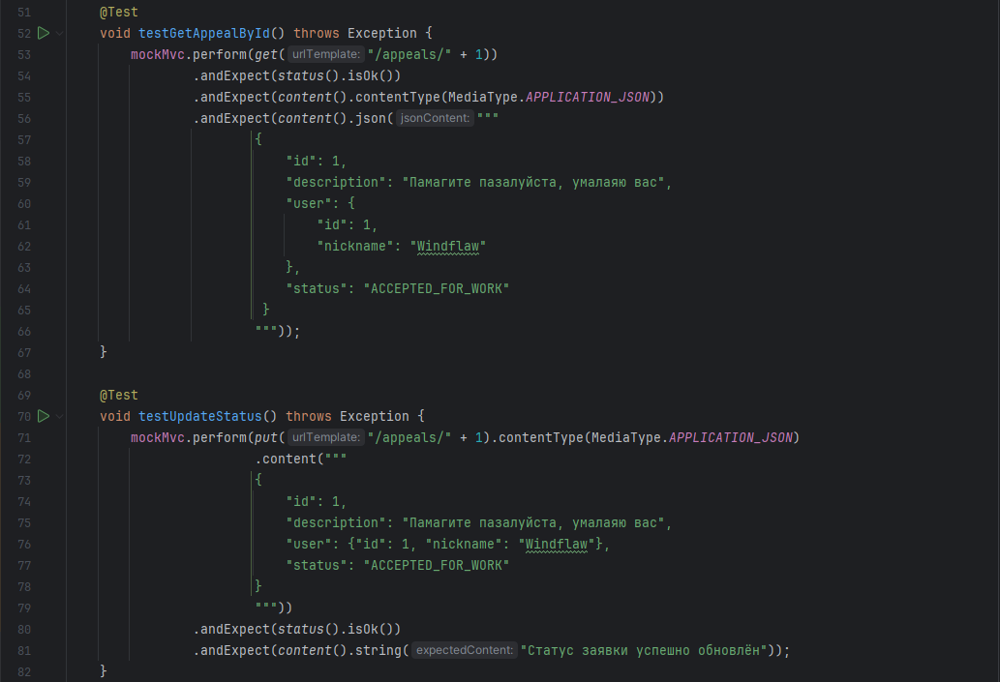 51 @Test
52 void testGetAppealById() throws Exception {
53 mockMvc.perform(get( urlTemplate: "/appeals/" + 1))
54 .andExpect(status().isOk())
55 .andExpect(content().contentType(MediaType.APPLICATION_JSON))
56 .andExpect(content().json( jsonContent: """
57 {
58 "id": 1,
59 "description": "Памагите пазалуйста, умалаяю вас",
60 "user": {
61 "id": 1,
62 "nickname": "Windflaw"
63 },
64 "status": "ACCEPTED_FOR_WORK"
65 }
66 """));
67 }
68
69 @Test
70 void testUpdateStatus() throws Exception {
71 mockMvc.perform(put( urlTemplate: "/appeals/" + 1).contentType(MediaType.APPLICATION_JSON)
72 .content("""
73 {
74 "id": 1,
75 "description": "Памагите пазалуйста, умалаяю вас",
76 "user": {"id": 1, "nickname": "Windflaw"},
77 "status": "ACCEPTED_FOR_WORK"
78 }
79 """))
80 .andExpect(status().isOk())
81 .andExpect(content().string( expectedContent: "Статус заявки успешно обновлён"));
82 }